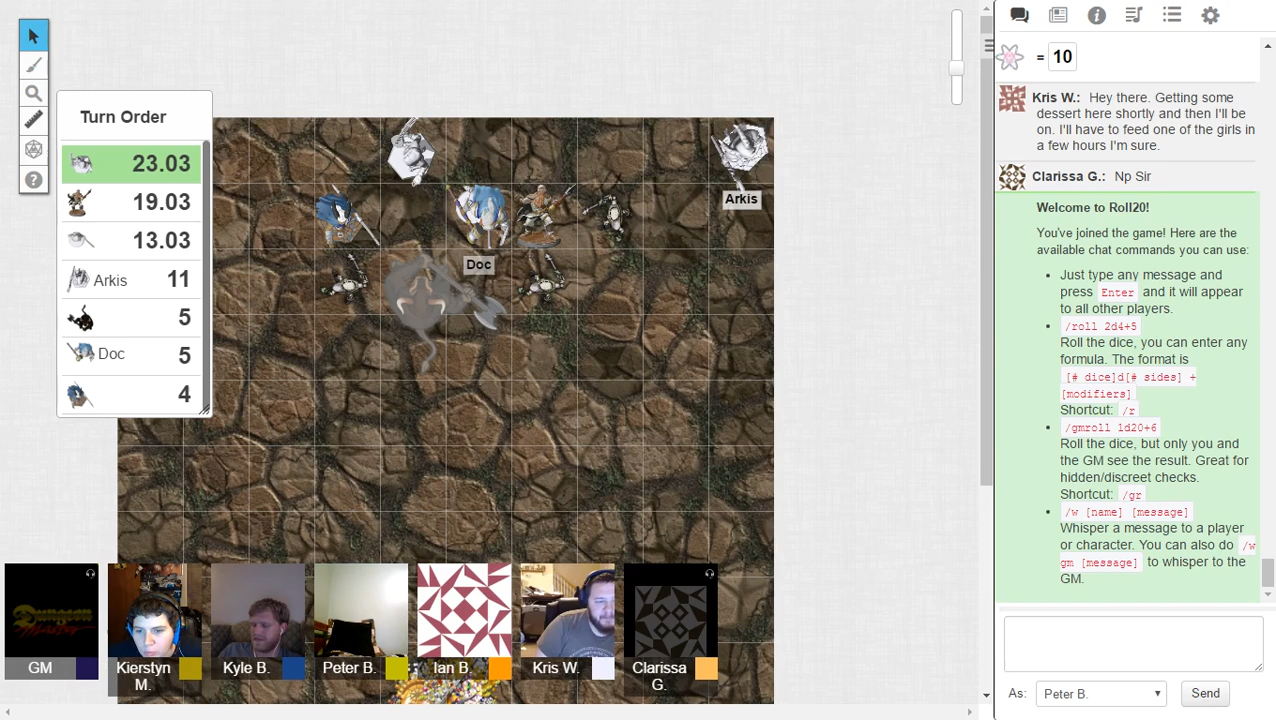 Turn Order
23.03
19.03
13.03
Arkis 11
5
Doc 5
4
Arkis
Doc
Dungeon
Master
GM
Kierstyn
M.
Kyle B.
Peter B.
Ian B.
Kris W.
Clarissa
G.
= 10
Kris W.: Hey there. Getting some
dessert here shortly and then I'll be
on. I'll have to feed one of the girls in
a few hours I'm sure.
Clarissa G.: Np Sir
Welcome to Roll20!
You've joined the game! Here are the
available chat commands you can use:
• Just type any message and
press Enter and it will appear
to all other players.
• /roll 2d4+5
Roll the dice, you can enter any
formula. The format is
[# dice]d[# sides] +
[modifiers]
Shortcut: /r
• /gmroll 1d20+6
Roll the dice, but only you and
the GM see the result. Great for
hidden/discreet checks.
Shortcut: /gr
• /w [name] [message]
Whisper a message to a player
or character. You can also do /w
gm [message] to whisper to the
GM.
As: Peter B. Send